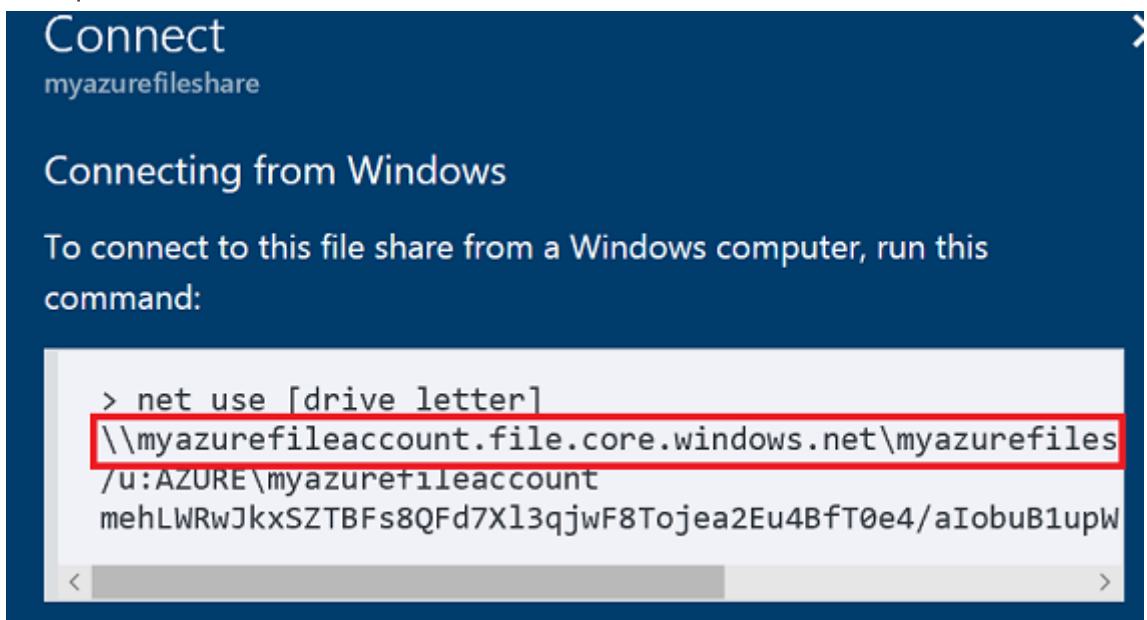 Connect
myazurefileshare
Connecting from Windows
To connect to this file share from a Windows computer, run this
command:
> net use [drive letter]
\\myazurefileaccount.file.core.windows.net\myazurefiles
/u:AZURE\myazurefileaccount
mehLWRwJkxSZTBFs8QFd7Xl3qjwF8Tojea2Eu4BfT0e4/aIobuB1upW